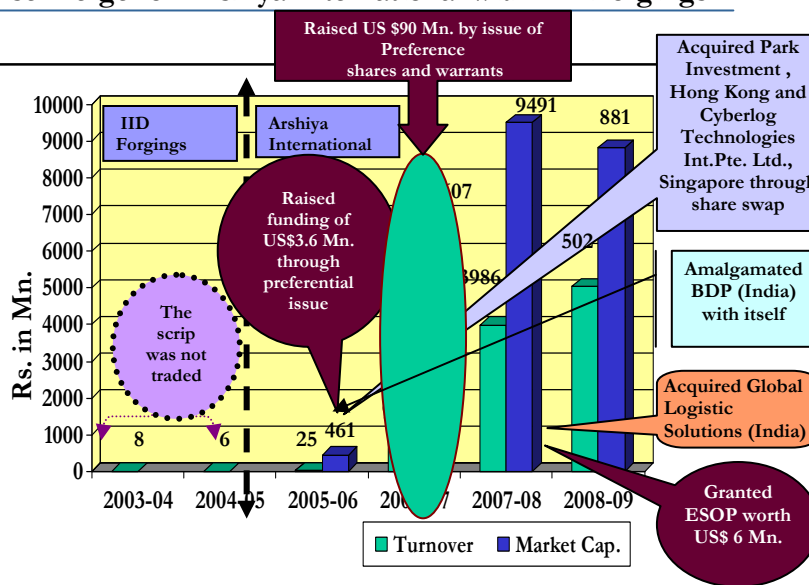 Raised US $90 Mn. by issue of
Preference
shares and warrants
Acquired Park
Investment ,
Hong Kong and
Cyberlog
Technologies
Int.Pte. Ltd.,
Singapore through
share swap
IID
Forgings
Arshiya
International
Raised
funding of
US$3.6 Mn.
through
preferential
issue
The
scrip
was not
traded
Amalgamated
BDP (India)
with itself
Acquired Global
Logistic
Solutions (India)
Granted
ESOP worth
US$ 6 Mn.
Rs. in Mn.
10000
9000
8000
7000
6000
5000
4000
3000
2000
1000
0
8
6
25
461
3986
9491
502
881
2003-04
2004-05
2005-06
2007-08
2008-09
Turnover
Market Cap.